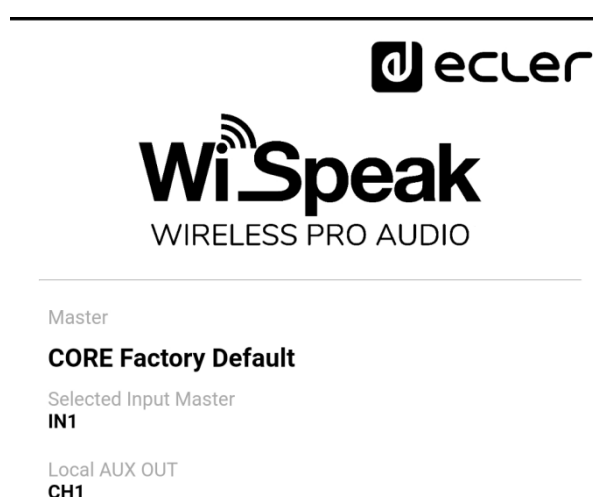 ecler
WiSpeak
WIRELESS PRO AUDIO
Master
CORE Factory Default
Selected Input Master
IN1
Local AUX OUT
CH1